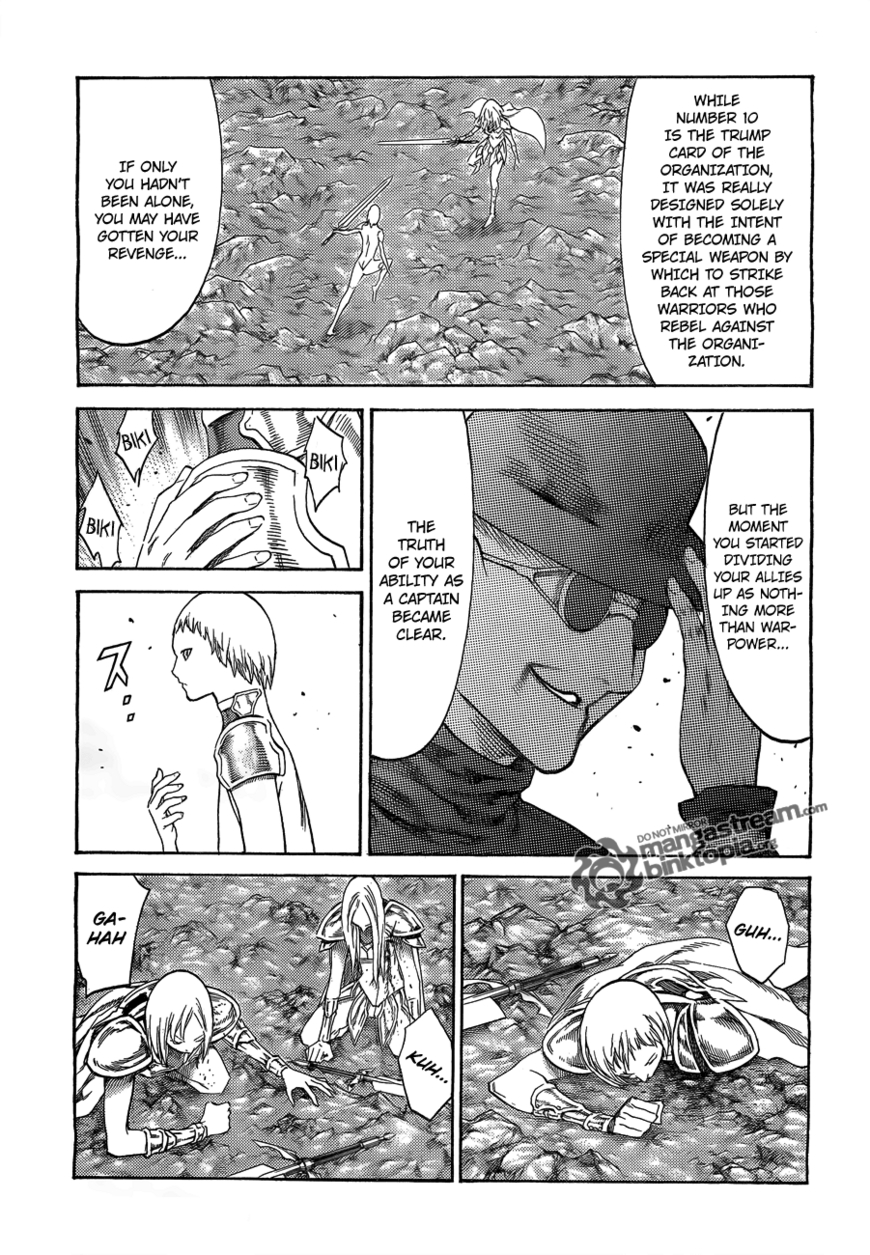 WHILE
NUMBER 10
IS THE TRUMP
CARD OF THE
ORGANIZATION,
IT WAS REALLY
DESIGNED SOLELY
WITH THE INTENT
OF BECOMING A
SPECIAL WEAPON BY
WHICH TO STRIKE
BACK AT THOSE
WARRIORS WHO
REBEL AGAINST
THE ORGANI-
ZATION.
IF ONLY
YOU HADN'T
BEEN ALONE,
YOU MAY HAVE
GOTTEN YOUR
REVENGE...
BUT THE
MOMENT
YOU STARTED
DIVIDING
YOUR ALLIES
UP AS NOTH-
ING MORE
THAN WAR-
POWER...
THE
TRUTH
OF YOUR
ABILITY AS
A CAPTAIN
BECAME
CLEAR.
BIKI
BIKI
BIKI
ス...
DO NOT MIRROR
mangastream.com
binktopia.net
GUH...
GA-
HAH
KUH...